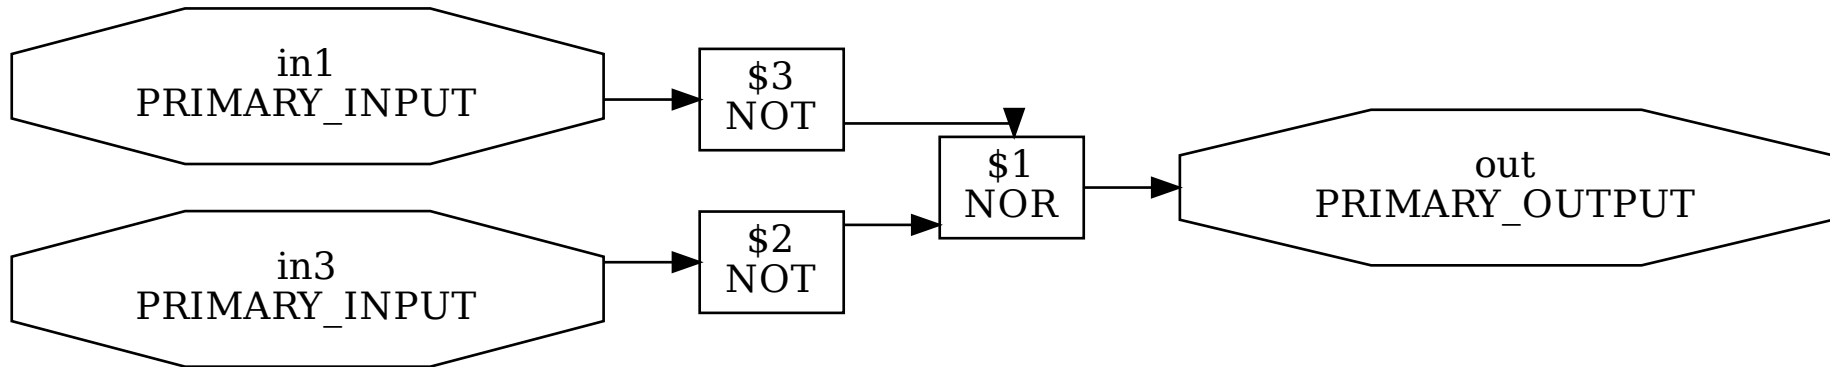 in1
PRIMARY_INPUT
$3
NOT
$1
NOR
out
PRIMARY_OUTPUT
in3
PRIMARY_INPUT
$2
NOT